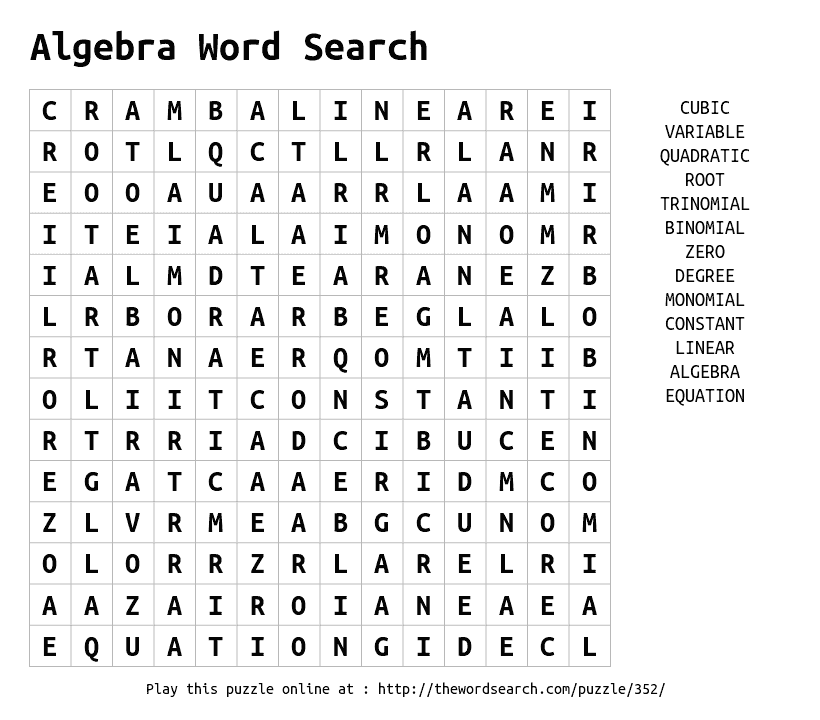 Algebra Word Search
C R A M B A L I N E A R E I
R O T L Q C T L L R L A N R
E O O A U A A R R L A A M I
I T E I A L A I M O N O M R
I A L M D T E A R A N E Z B
L R B O R A R B E G L A L O
R T A N A E R Q O M T I I B
O L I I T C O N S T A N T I
R T R R I A D C I B U C E N
E G A T C A A E R I D M C O
Z L V R M E A B G C U N O M
O L O R R Z R L A R E L R I
A A Z A I R O I A N E A E A
E Q U A T I O N G I D E C L
CUBIC
VARIABLE
QUADRATIC
ROOT
TRINOMIAL
BINOMIAL
ZERO
DEGREE
MONOMIAL
CONSTANT
LINEAR
ALGEBRA
EQUATION
Play this puzzle online at : http://thewordsearch.com/puzzle/352/